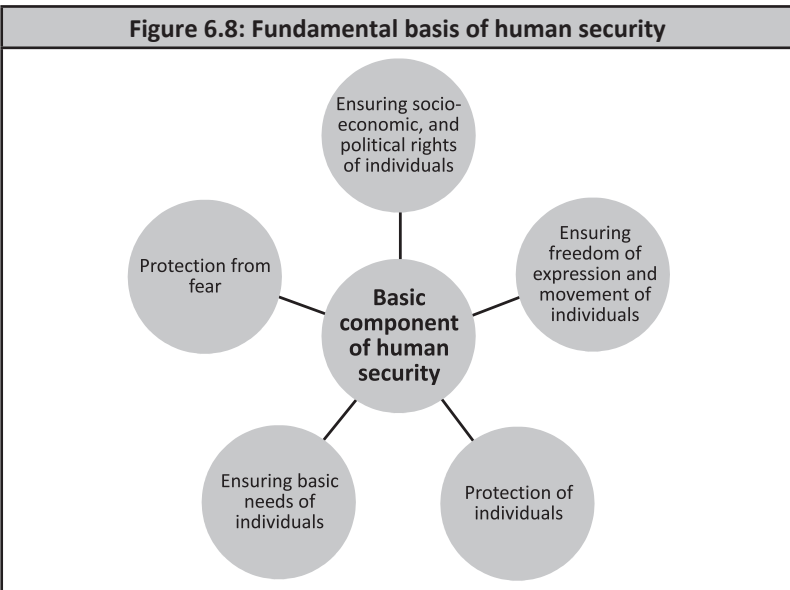 Figure 6.8: Fundamental basis of human security
Ensuring socio-
economic, and
political rights
of individuals
Ensuring
freedom of
expression and
movement of
individuals
Protection from
fear
Basic
component
of human
security
Ensuring basic
needs of
individuals
Protection of
individuals